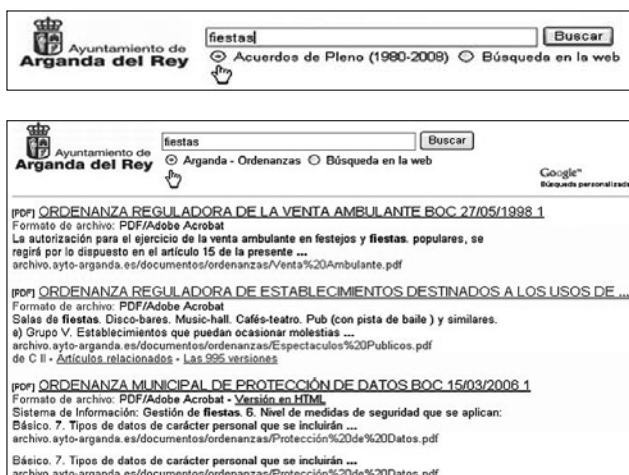 Ayuntamiento de
Arganda del Rey
fiestas
Buscar
Acuerdos de Pleno (1980-2008) Búsqueda en la web
Ayuntamiento de
Arganda del Rey
fiestas
Buscar
Arganda - Ordenanzas Búsqueda en la web
Google™
Búsqueda personalizada
[PDF] ORDENANZA REGULADORA DE LA VENTA AMBULANTE BOC 27/05/1998 1
Formato de archivo: PDF/Adobe Acrobat
La autorización para el ejercicio de la venta ambulante en festejos y fiestas. populares, se
regirá por lo dispuesto en el artículo 15 de la presente ...
archivo.ayto-arganda.es/documentos/ordenanzas/Venta%20Ambulante.pdf
[PDF] ORDENANZA REGULADORA DE ESTABLECIMIENTOS DESTINADOS A LOS USOS DE ...
Formato de archivo: PDF/Adobe Acrobat
Salas de fiestas. Disco-bares. Music-hall. Cafés-teatro. Pub (con pista de baile ) y similares.
e) Grupo V. Establecimientos que puedan ocasionar molestias ...
archivo.ayto-arganda.es/documentos/ordenanzas/Espectaculos%20Publicos.pdf
de C II - Artículos relacionados - Las 995 versiones
[PDF] ORDENANZA MUNICIPAL DE PROTECCIÓN DE DATOS BOC 15/03/2006 1
Formato de archivo: PDF/Adobe Acrobat - Versión en HTML
Sistema de Información: Gestión de fiestas. 6. Nivel de medidas de seguridad que se aplican:
Básico. 7. Tipos de datos de carácter personal que se incluirán ...
archivo.ayto-arganda.es/documentos/ordenanzas/Protección%20de%20Datos.pdf
Básico. 7. Tipos de datos de carácter personal que se incluirán ...
archivo.ayto-arganda.es/documentos/ordenanzas/Protección%20de%20Datos.pdf